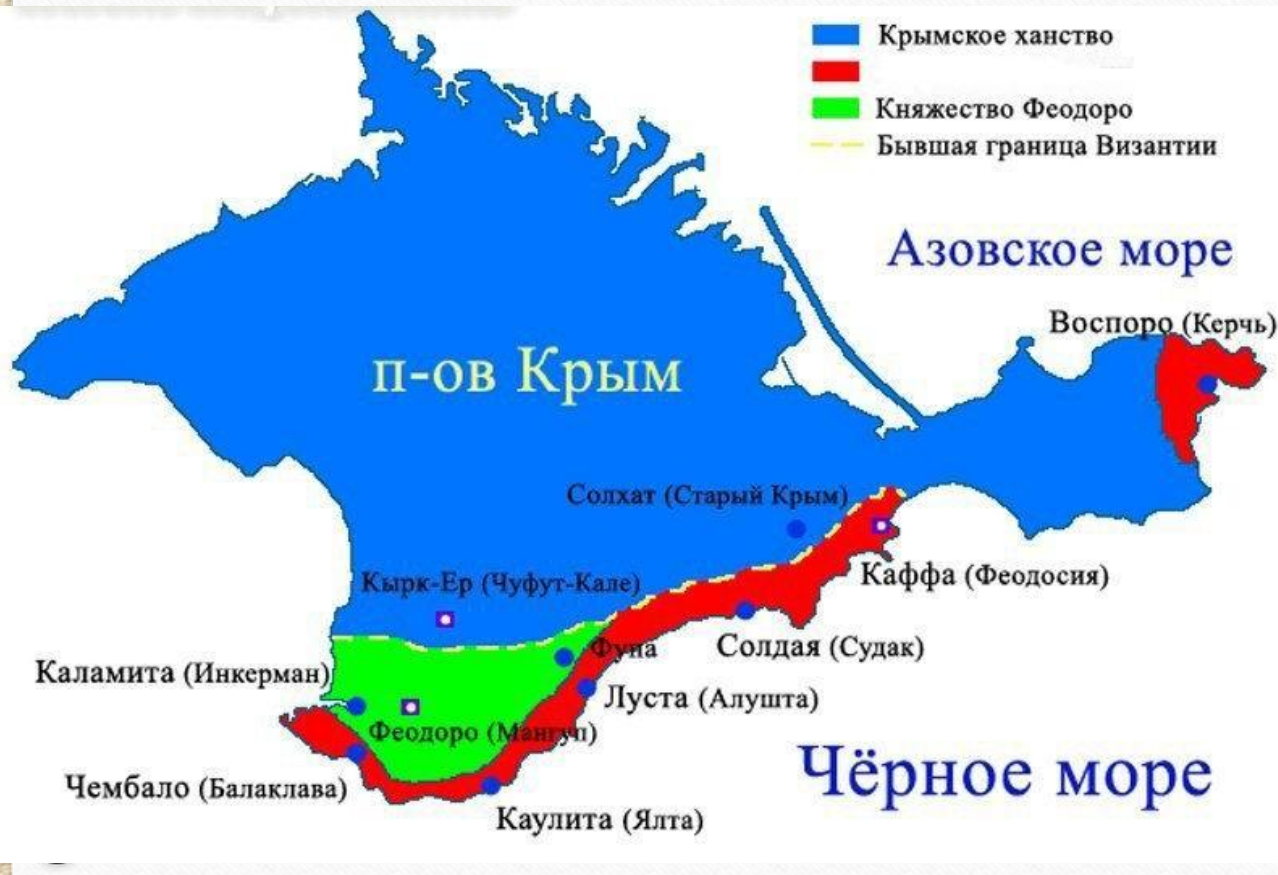 Крымское ханство
Княжество Феодоро
Бывшая граница Византии
Азовское море
Воспоро (Керчь)
п-ов Крым
Солхат (Старый Крым)
Каффа (Феодосия)
Кырк-Ер (Чуфут-Кале)
Фуна
Солдая (Судак)
Каламита (Инкерман)
Луста (Алушта)
Феодоро (Мангуп)
Чёрное море
Чембало (Балаклава)
Каулита (Ялта)